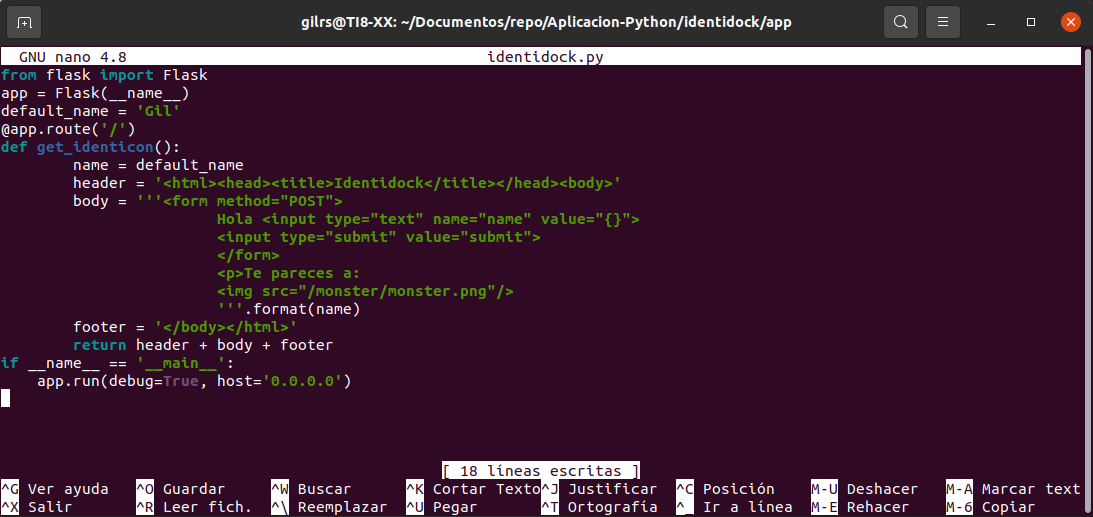 gilrs@TI8-XX: ~/Documentos/repo/Aplicacion-Python/identidock/app
GNU nano 4.8 identidock.py
from flask import Flask
app = Flask(__name__)
default_name = 'Gil'
@app.route('/')
def get_identicon():
        name = default_name
        header = '<html><head><title>Identidock</title></head><body>'
        body = '''<form method="POST">
                        Hola <input type="text" name="name" value="{}">
                        <input type="submit" value="submit">
                        </form>
                        <p>Te pareces a:
                        <img src="/monster/monster.png"/>
                        '''.format(name)
        footer = '</body></html>'
        return header + body + footer
if __name__ == '__main__':
    app.run(debug=True, host='0.0.0.0')
[ 18 líneas escritas ]
^G Ver ayuda ^O Guardar ^W Buscar ^K Cortar Texto ^J Justificar ^C Posición M-U Deshacer M-A Marcar text
^X Salir ^R Leer fich. ^\ Reemplazar ^U Pegar ^T Ortografía ^_ Ir a línea M-E Rehacer M-6 Copiar